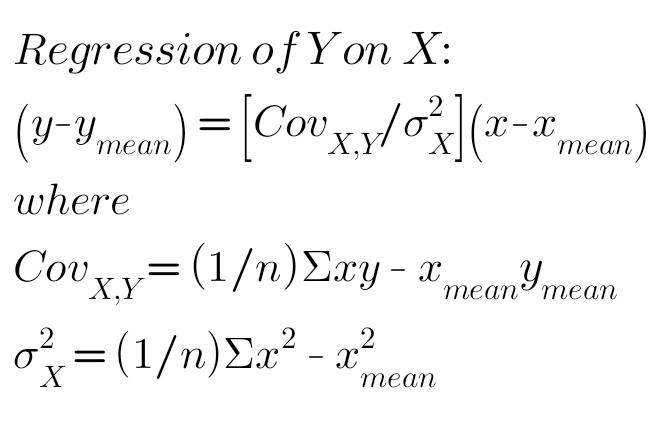 Regression of Y on X:
(y-y_mean) = [Cov_X,Y/σ²_X](x-x_mean)
where
Cov_X,Y = (1/n)Σxy - x_mean y_mean
σ²_X = (1/n)Σx² - x²_mean